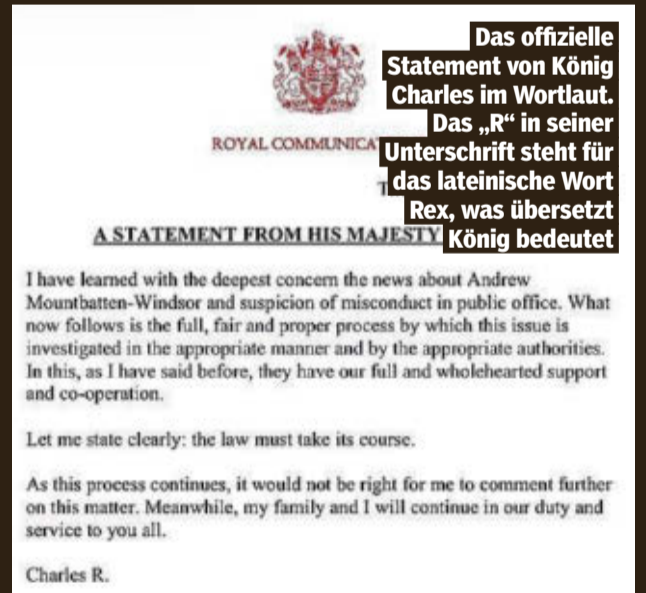 Das offizielle
Statement von König
Charles im Wortlaut.
Das „R“ in seiner
Unterschrift steht für
das lateinische Wort
Rex, was übersetzt
König bedeutet
ROYAL COMMUNICA
T
A STATEMENT FROM HIS MAJESTY
I have learned with the deepest concern the news about Andrew
Mountbatten-Windsor and suspicion of misconduct in public office. What
now follows is the full, fair and proper process by which this issue is
investigated in the appropriate manner and by the appropriate authorities.
In this, as I have said before, they have our full and wholehearted support
and co-operation.
Let me state clearly: the law must take its course.
As this process continues, it would not be right for me to comment further
on this matter. Meanwhile, my family and I will continue in our duty and
service to you all.
Charles R.